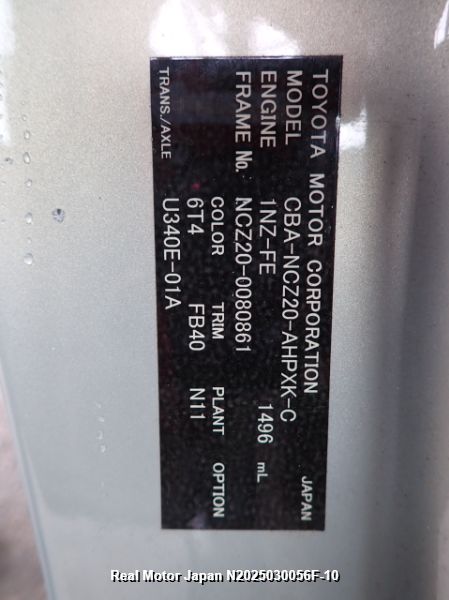 TOYOTA MOTOR CORPORATION JAPAN
MODEL CBA-NCZ20-AHPXK-C
ENGINE 1NZ-FE 1496 mL
FRAME No. NCZ20-0080861
COLOR TRIM PLANT OPTION
6T4 FB40 N11
TRANS./AXLE U340E-01A
Real Motor Japan N2025030056F-10